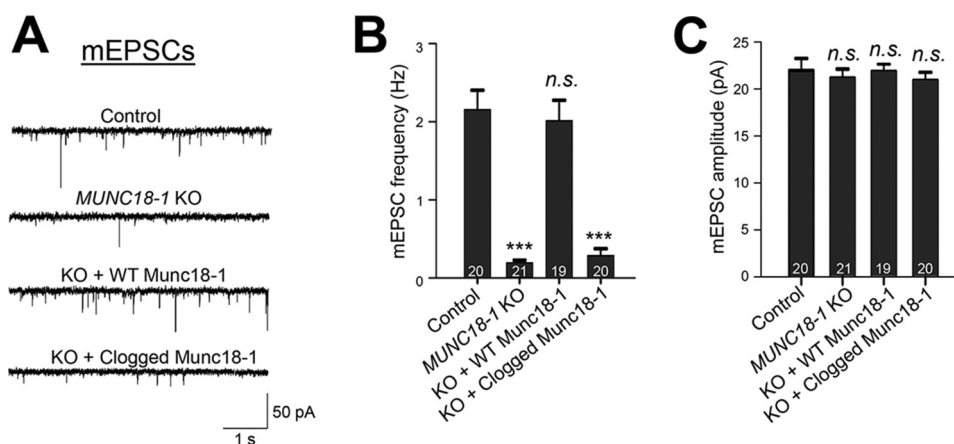 A
mEPSCs
Control
MUNC18-1 KO
KO + WT Munc18-1
KO + Clogged Munc18-1
50 pA
1 s
B
mEPSC frequency (Hz)
3
2
1
0
n.s.
***
***
20
21
19
20
Control
MUNC18-1 KO
KO + WT Munc18-1
KO + Clogged Munc18-1
C
mEPSC amplitude (pA)
25
20
15
10
5
0
n.s.
n.s.
n.s.
20
21
19
20
Control
MUNC18-1 KO
KO + WT Munc18-1
KO + Clogged Munc18-1